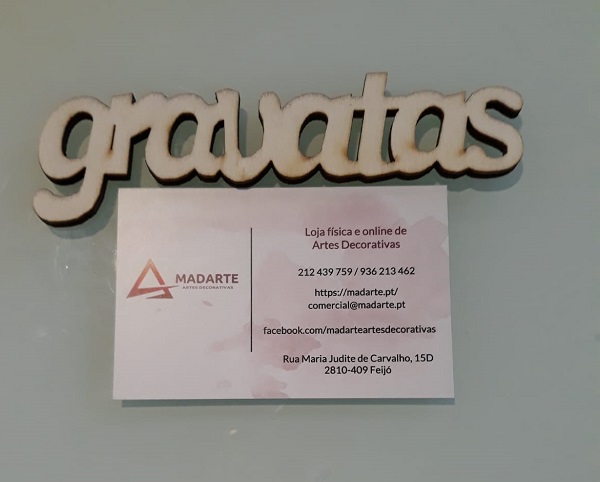 gravatas
MADARTE
ARTES DECORATIVAS
Loja física e online de
Artes Decorativas
212 439 759 / 936 213 462
https://madarte.pt/
comercial@madarte.pt
facebook.com/madarteartesdecorativas
Rua Maria Judite de Carvalho, 15D
2810-409 Feijó